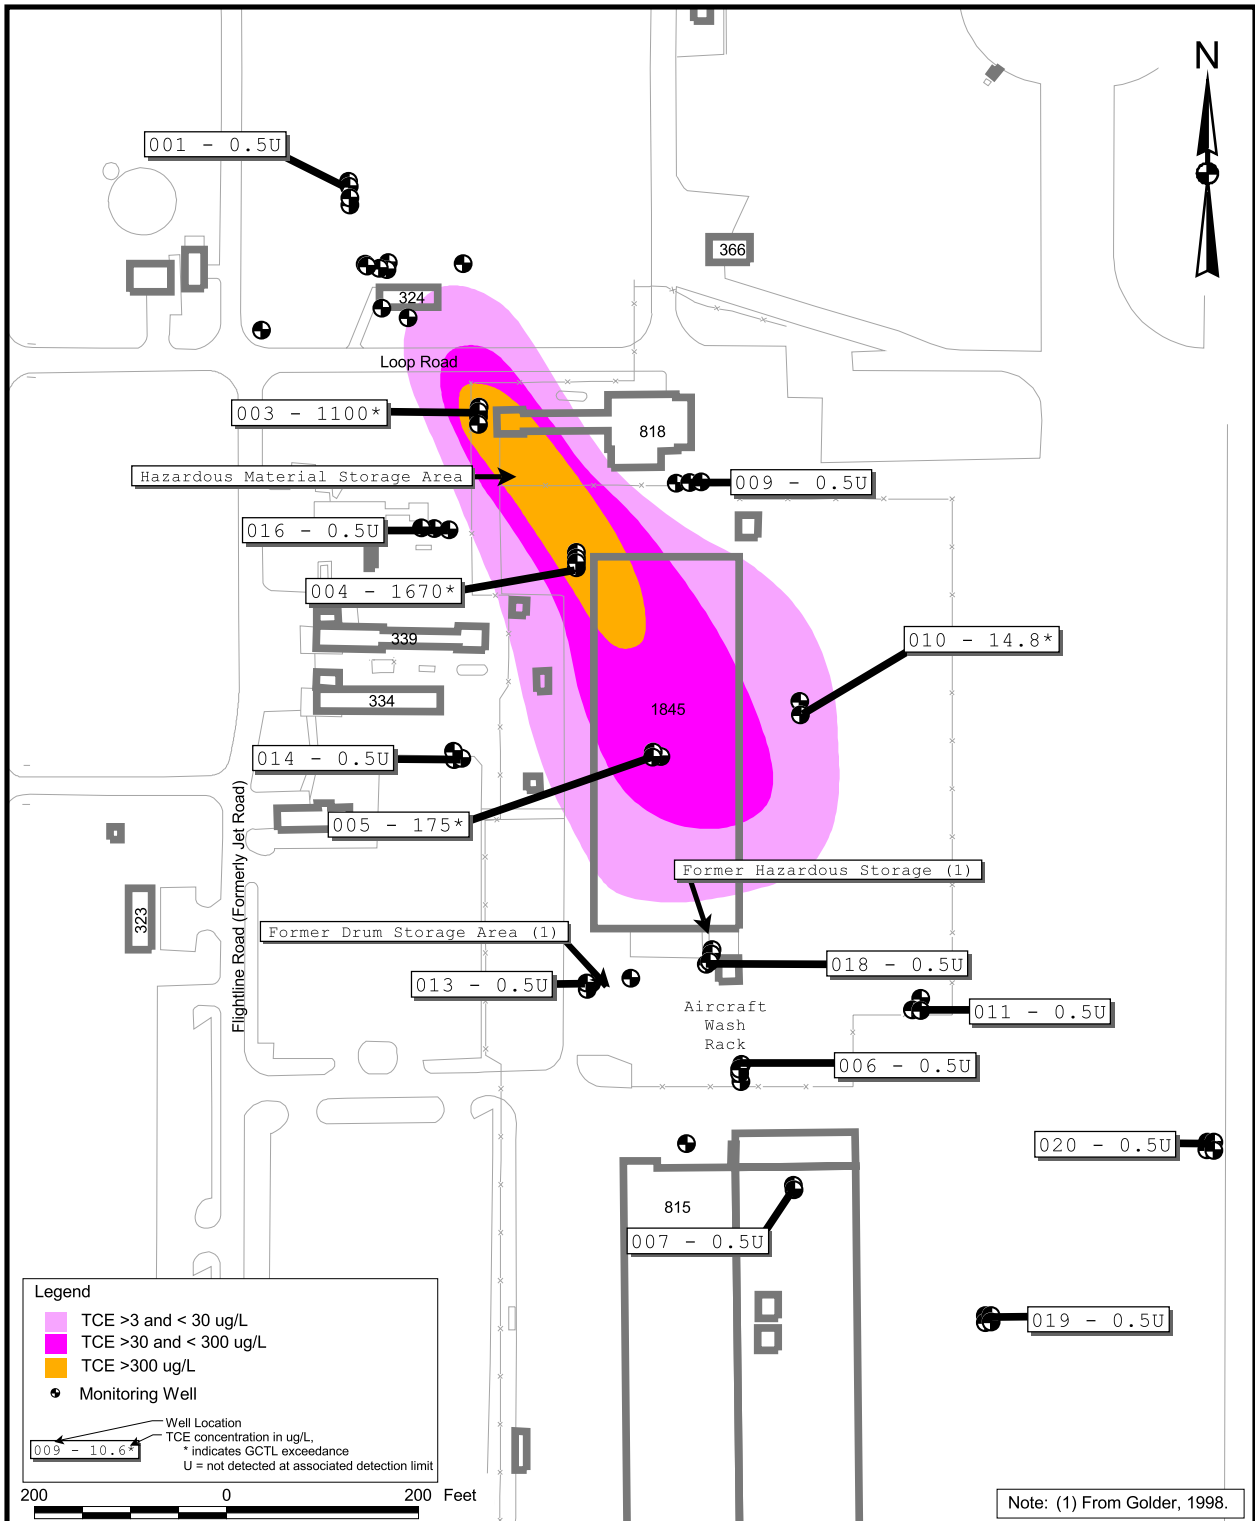 N
001 - 0.5U
366
324
Loop Road
003 - 1100*
818
Hazardous Material Storage Area
009 - 0.5U
016 - 0.5U
004 - 1670*
339
010 - 14.8*
334
1845
014 - 0.5U
005 - 175*
Flightline Road (Formerly Jet Road)
Former Hazardous Storage (1)
323
Former Drum Storage Area (1)
018 - 0.5U
013 - 0.5U
Aircraft
Wash
Rack
011 - 0.5U
006 - 0.5U
020 - 0.5U
815
007 - 0.5U
019 - 0.5U
Legend
TCE >3 and < 30 ug/L
TCE >30 and < 300 ug/L
TCE >300 ug/L
Monitoring Well
Well Location
TCE concentration in ug/L,
* indicates GCTL exceedance
U = not detected at associated detection limit
009 - 10.6*
200 0 200 Feet
Note: (1) From Golder, 1998.